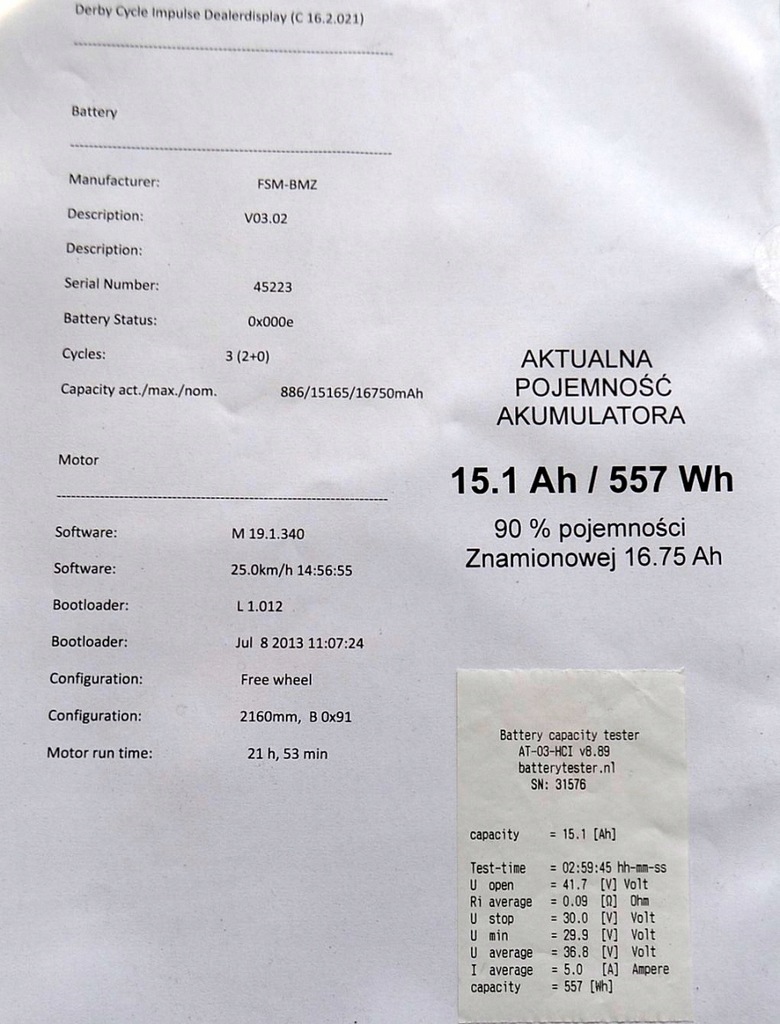 Derby Cycle Impulse Dealerdisplay (C 16.2.021)
Battery
Manufacturer: FSM-BMZ
Description: V03.02
Description:
Serial Number: 45223
Battery Status: 0x000e
Cycles: 3 (2+0)
Capacity act./max./nom. 886/15165/16750mAh
Motor
Software: M 19.1.340
Software: 25.0km/h 14:56:55
Bootloader: L 1.012
Bootloader: Jul 8 2013 11:07:24
Configuration: Free wheel
Configuration: 2160mm, B 0x91
Motor run time: 21 h, 53 min
AKTUALNA
POJEMNOŚĆ
AKUMULATORA
15.1 Ah / 557 Wh
90 % pojemności
Znamionowej 16.75 Ah
Battery capacity tester
AT-03-HCI v8.89
batterytester.nl
SN: 31576
capacity = 15.1 [Ah]
Test-time = 02:59:45 hh-mm-ss
U open = 41.7 [V] Volt
Ri average = 0.09 [Ω] Ohm
U stop = 30.0 [V] Volt
U min = 29.9 [V] Volt
U average = 36.8 [V] Volt
I average = 5.0 [A] Ampere
capacity = 557 [Wh]